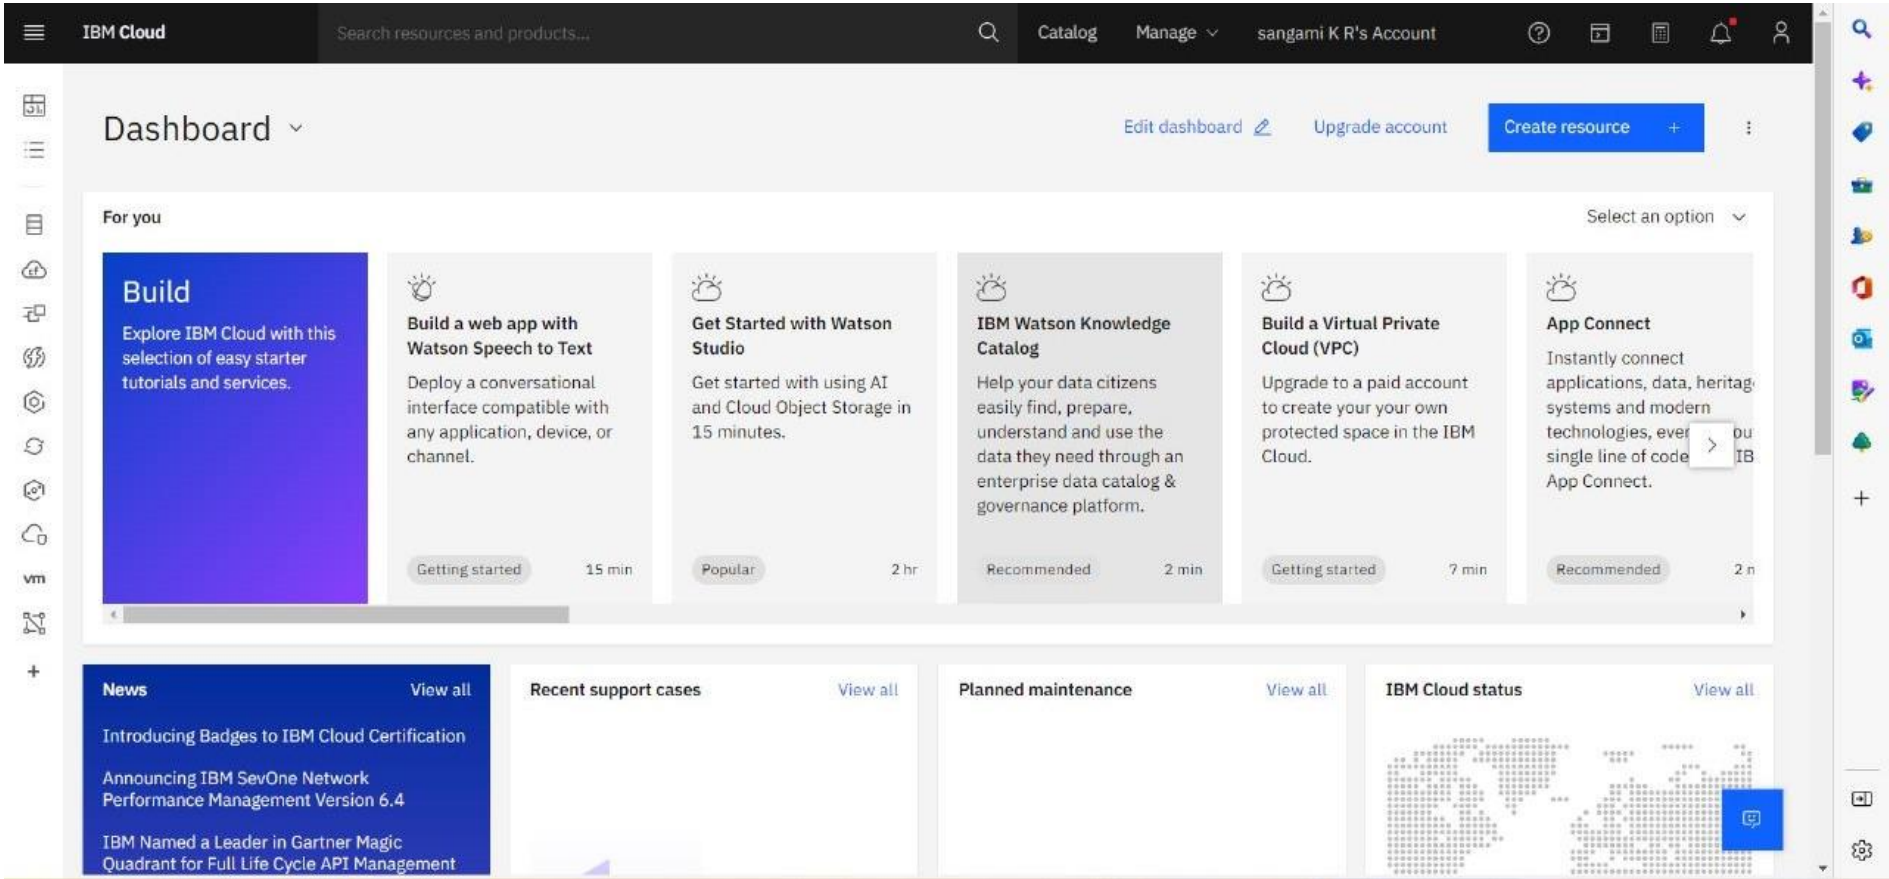 IBM Cloud
Search resources and products...
Catalog
Manage
sangami K R's Account
Dashboard
Edit dashboard
Upgrade account
Create resource +
For you
Select an option
Build
Explore IBM Cloud with this
selection of easy starter
tutorials and services.
Build a web app with
Watson Speech to Text
Deploy a conversational
interface compatible with
any application, device, or
channel.
Getting started
15 min
Get Started with Watson
Studio
Get started with using AI
and Cloud Object Storage in
15 minutes.
Popular
2 hr
IBM Watson Knowledge
Catalog
Help your data citizens
easily find, prepare,
understand and use the
data they need through an
enterprise data catalog &
governance platform.
Recommended
2 min
Build a Virtual Private
Cloud (VPC)
Upgrade to a paid account
to create your your own
protected space in the IBM
Cloud.
Getting started
7 min
App Connect
Instantly connect
applications, data, heritag
systems and modern
technologies, ever ou
single line of code IB
App Connect.
Recommended
2 n
vm
News
View all
Introducing Badges to IBM Cloud Certification
Announcing IBM SevOne Network
Performance Management Version 6.4
IBM Named a Leader in Gartner Magic
Quadrant for Full Life Cycle API Management
Recent support cases
View all
Planned maintenance
View all
IBM Cloud status
View all